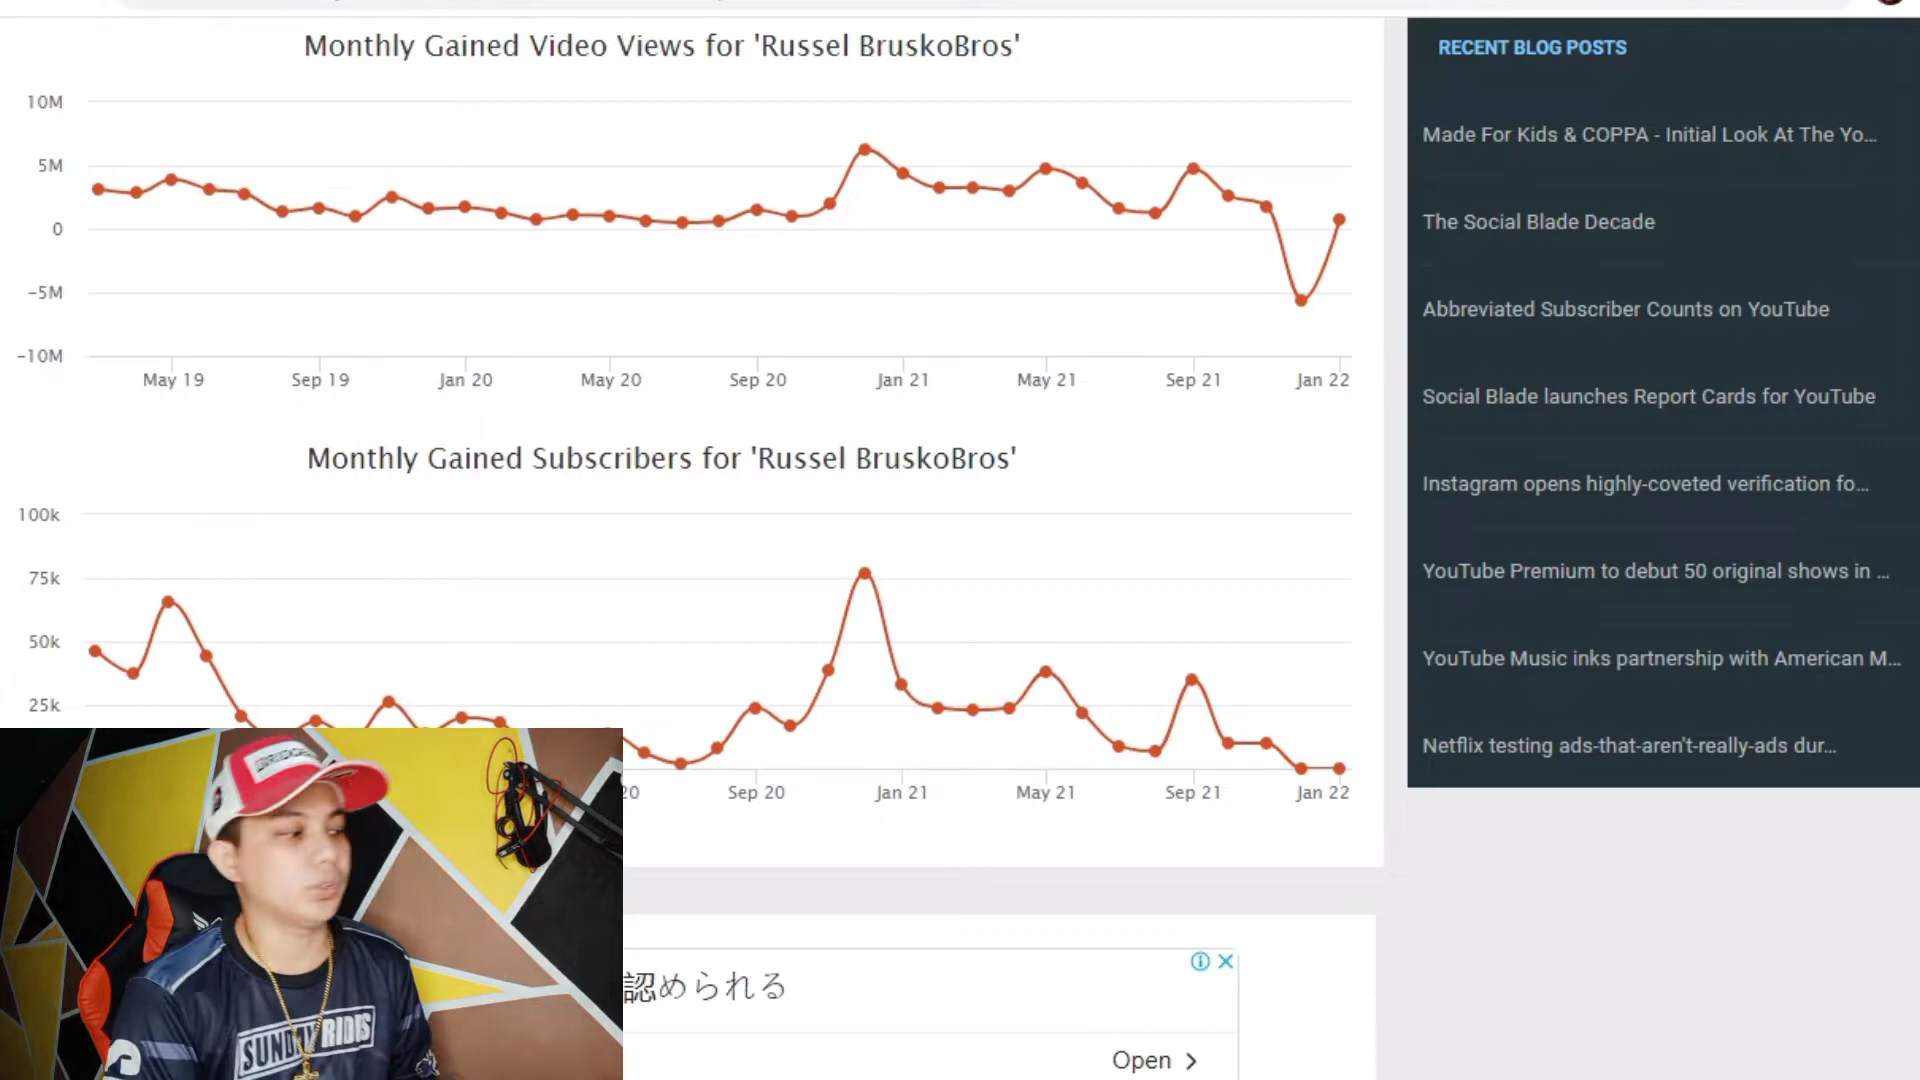 Monthly Gained Video Views for 'Russel BruskoBros'
10M
5M
0
-5M
-10M
May 19
Sep 19
Jan 20
May 20
Sep 20
Jan 21
May 21
Sep 21
Jan 22
Monthly Gained Subscribers for 'Russel BruskoBros'
100k
75k
50k
25k
20
Sep 20
Jan 21
May 21
Sep 21
Jan 22
RECENT BLOG POSTS
Made For Kids & COPPA - Initial Look At The Yo...
The Social Blade Decade
Abbreviated Subscriber Counts on YouTube
Social Blade launches Report Cards for YouTube
Instagram opens highly-coveted verification fo...
YouTube Premium to debut 50 original shows in ...
YouTube Music inks partnership with American M...
Netflix testing ads-that-aren't-really-ads dur...
認められる
Open